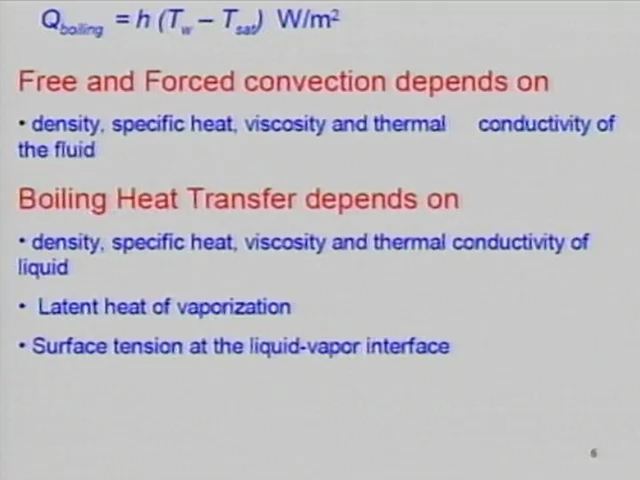 Q_boiling = h (T_w – T_sat) W/m²
Free and Forced convection depends on
• density, specific heat, viscosity and thermal conductivity of
the fluid
Boiling Heat Transfer depends on
• density, specific heat, viscosity and thermal conductivity of
liquid
• Latent heat of vaporization
• Surface tension at the liquid-vapor interface
6